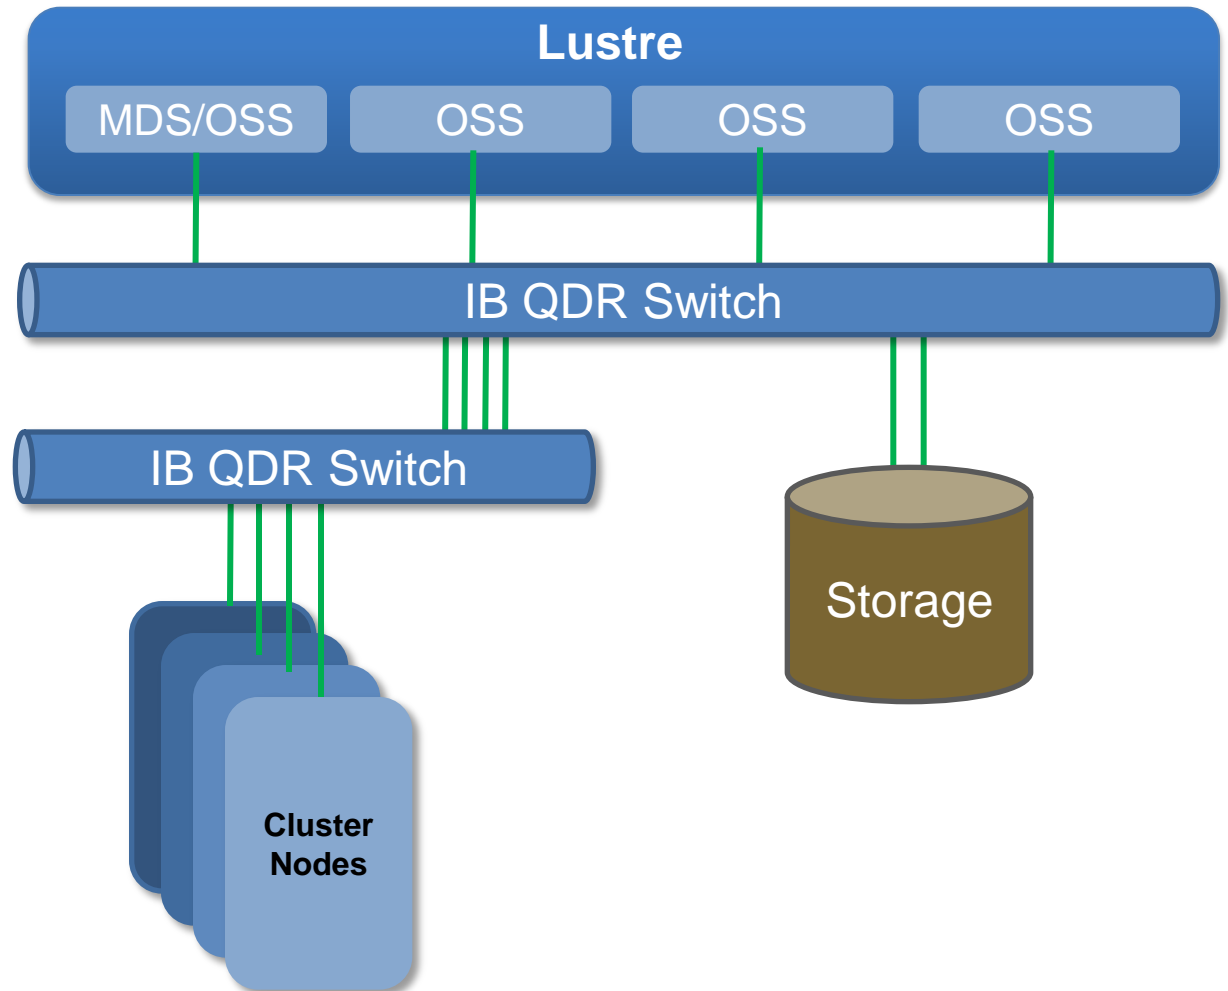 Lustre
MDS/OSS
OSS
OSS
OSS
IB QDR Switch
IB QDR Switch
Storage
Cluster
Nodes